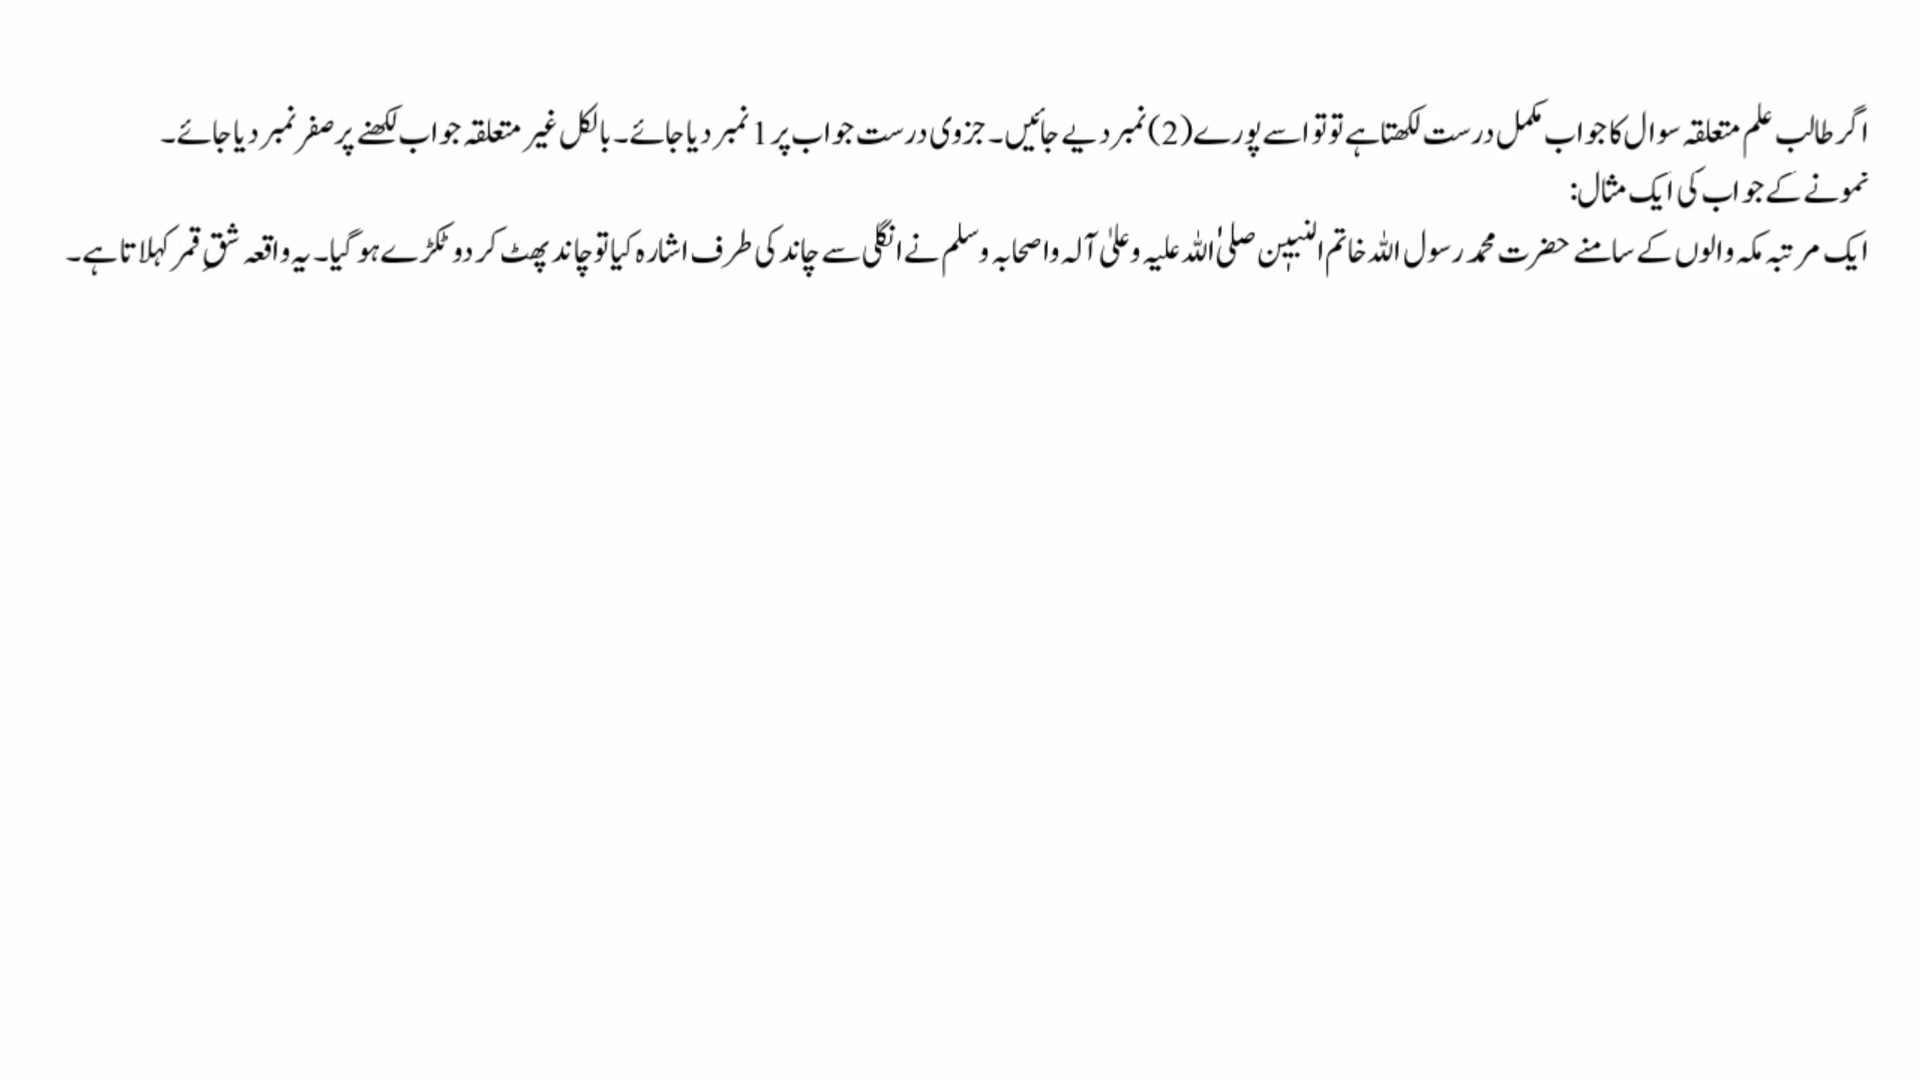 اگر طالب علم متعلقہ سوال کا جواب مکمل درست لکھتا ہے تو تو اسے پورے (2) نمبر دیے جائیں۔ جزوی درست جواب پر 1 نمبر دیا جائے۔ بالکل غیر متعلقہ جواب لکھنے پر صفر نمبر دیا جائے۔
نمونے کے جواب کی ایک مثال:
ایک مرتبہ مکہ والوں کے سامنے حضرت محمد رسول اللہ خاتم النبیین صلی اللہ علیہ وعلیٰ آلہ واصحابہ وسلم نے انگلی سے چاند کی طرف اشارہ کیا تو چاند پھٹ کر دو ٹکڑے ہو گیا۔ یہ واقعہ شقِ قمر کہلاتا ہے۔